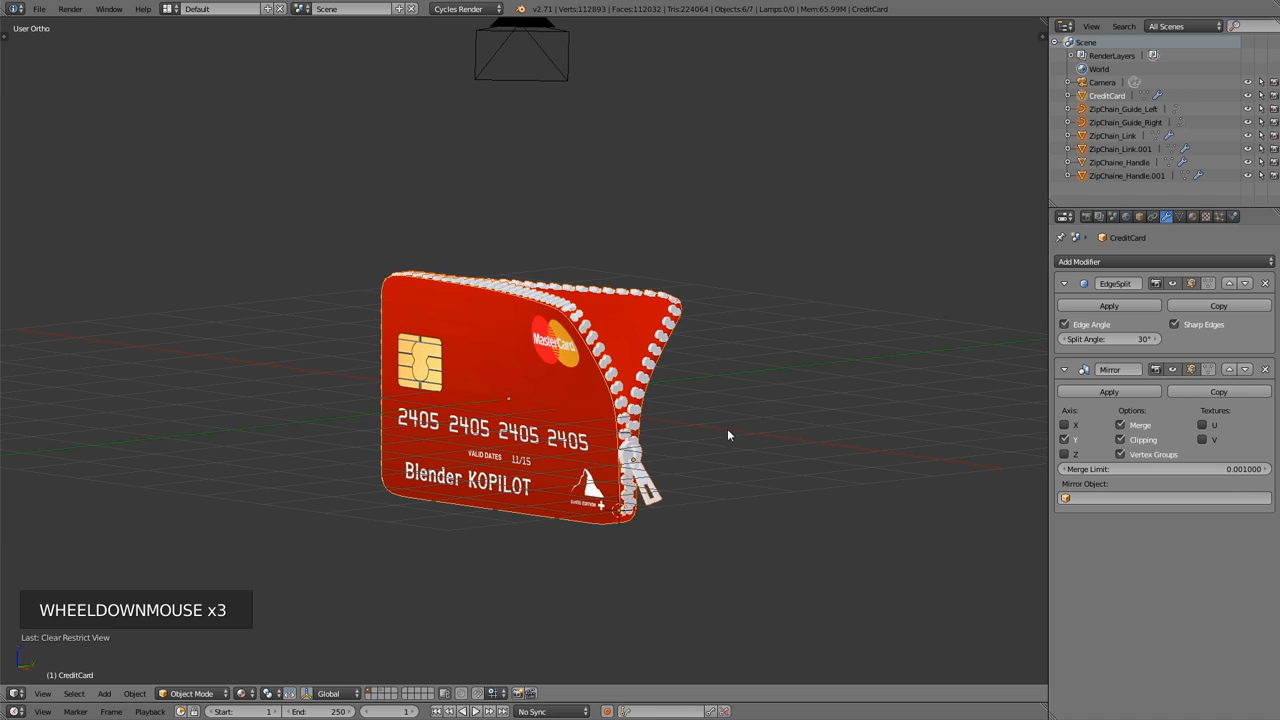 File Render Window Help Default Scene Cycles Render v2.71 | Verts:112893 | Faces:112032 | Tris:224064 | Objects:6/7 | Lamps:0/0 | Mem:65.99M | CreditCard
User Ortho
View Search All Scenes
Scene
RenderLayers
World
Camera
CreditCard
ZipChain_Guide_Left
ZipChain_Guide_Right
ZipChain_Link
ZipChain_Link.001
ZipChaine_Handle
ZipChaine_Handle.001
CreditCard
Add Modifier
EdgeSplit
Apply Copy
Edge Angle Sharp Edges
Split Angle: 30°
Mirror
Apply Copy
Axis: Options: Textures:
X Merge U
Y Clipping V
Z Vertex Groups
Merge Limit: 0.001000
Mirror Object:
MasterCard
2405 2405 2405 2405
VALID DATES 11/15
Blender KOPILOT
SWISS EDITION
WHEELDOWNMOUSE x3
Last: Clear Restrict View
(1) CreditCard
View Select Add Object Object Mode Global
View Marker Frame Playback Start: 1 End: 250 1 No Sync